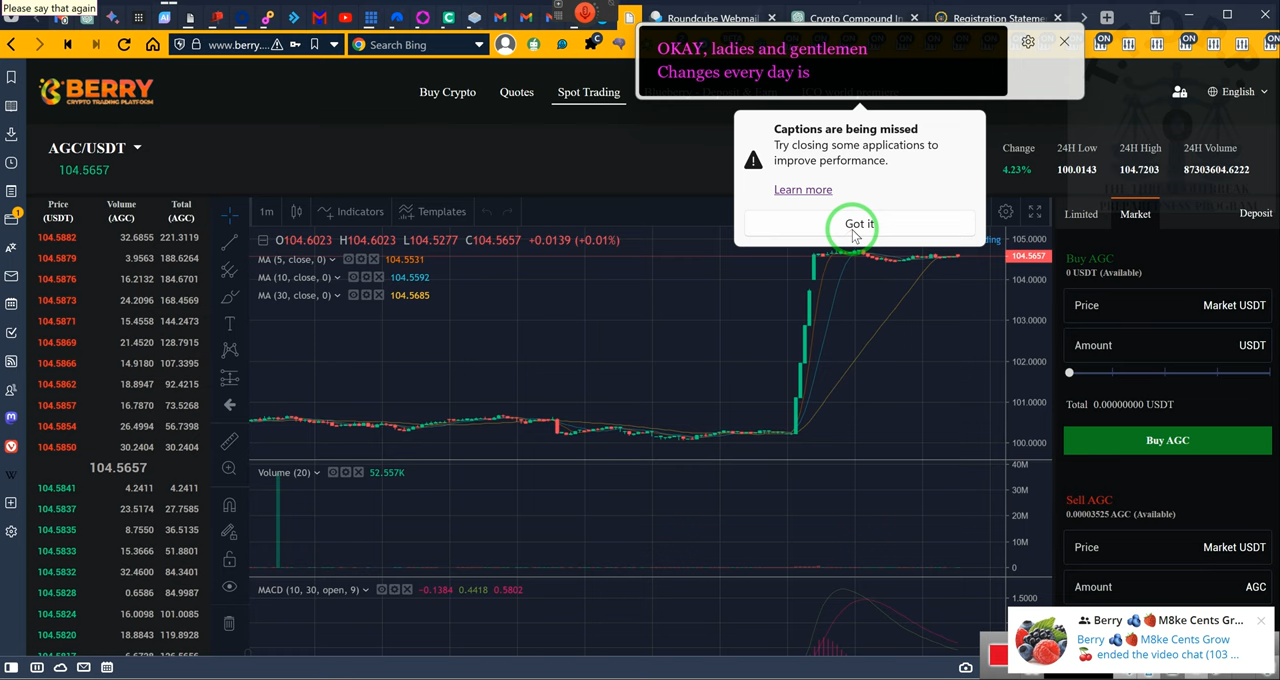 Please say that again
Roundcube Webmail
Crypto Compound In
Registration Stateme
www.berry....
Search Bing
ON
ON
ON
ON
OKAY, ladies and gentlemen
Changes every day is
BERRY
CRYPTO TRADING PLATFORM
Buy Crypto
Quotes
Spot Trading
English
Captions are being missed
Try closing some applications to
improve performance.
Learn more
Got it
AGC/USDT
104.5657
Change
24H Low
24H High
24H Volume
4.23%
100.0143
104.7203
87303604.6222
Price Volume Total
(USDT) (AGC) (AGC)
104.5882 32.6855 221.3119
104.5879 3.9563 188.6264
104.5876 16.2132 184.6701
104.5873 24.2096 168.4569
104.5871 15.4558 144.2473
104.5869 21.4520 128.7915
104.5866 14.9180 107.3395
104.5862 18.8947 92.4215
104.5857 16.7870 73.5268
104.5854 26.4994 56.7398
104.5850 30.2404 30.2404
104.5657
104.5841 4.2411 4.2411
104.5837 23.5174 27.7585
104.5835 8.7550 36.5135
104.5833 15.3666 51.8801
104.5832 32.4600 84.3401
104.5828 0.6586 84.9987
104.5824 16.0098 101.0085
104.5820 18.8843 119.8928
1m
Indicators
Templates
O104.6023 H104.6023 L104.5277 C104.5657 +0.0139 (+0.01%)
MA (5, close, 0) 104.5531
MA (10, close, 0) 104.5592
MA (30, close, 0) 104.5685
105.0000
104.5657
104.0000
103.0000
102.0000
101.0000
100.0000
Volume (20) 52.557K
40M
30M
20M
10M
0
MACD (10, 30, open, 9) −0.1384 0.4418 0.5802
1.5000
Limited
Market
Deposit
Buy AGC
0 USDT (Available)
Price Market USDT
Amount USDT
Total 0.00000000 USDT
Buy AGC
Sell AGC
0.00003525 AGC (Available)
Price Market USDT
Amount AGC
Berry 🫐🍓 M8ke Cents Gr...
Berry 🫐🍓 M8ke Cents Grow
🍒 ended the video chat (103 ...